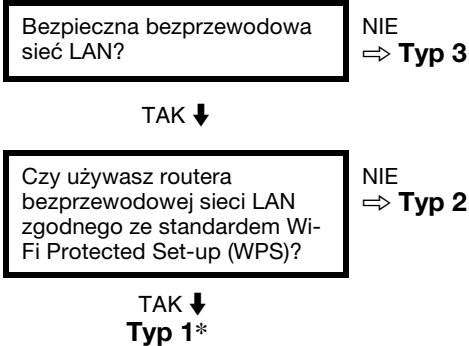 Bezpieczna bezprzewodowa
sieć LAN?
NIE
⇨ Typ 3
TAK ⬇
Czy używasz routera
bezprzewodowej sieci LAN
zgodnego ze standardem Wi-
Fi Protected Set-up (WPS)?
NIE
⇨ Typ 2
TAK ⬇
Typ 1*